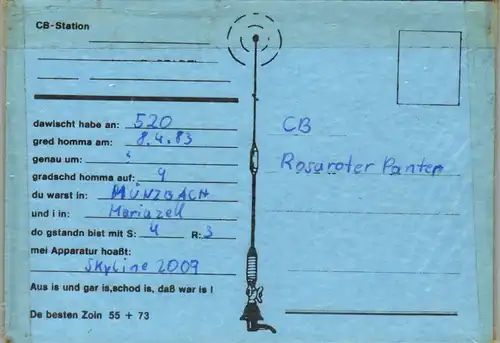 CB-Station
dawischt habe an: 520
gred homma am: 8.4.83
genau um: :
gradaschd homma auf: 9
du warst in: MÜNZBACH
und i in: Mariazell
do gstandn bist mit S: 4 R: 3
mei Apparatur hoaßt:
Skyline 2009
Aus is und gar is,schod is, daß war is !
De besten Zoin 55 + 73
CB
Rosaroter Panter